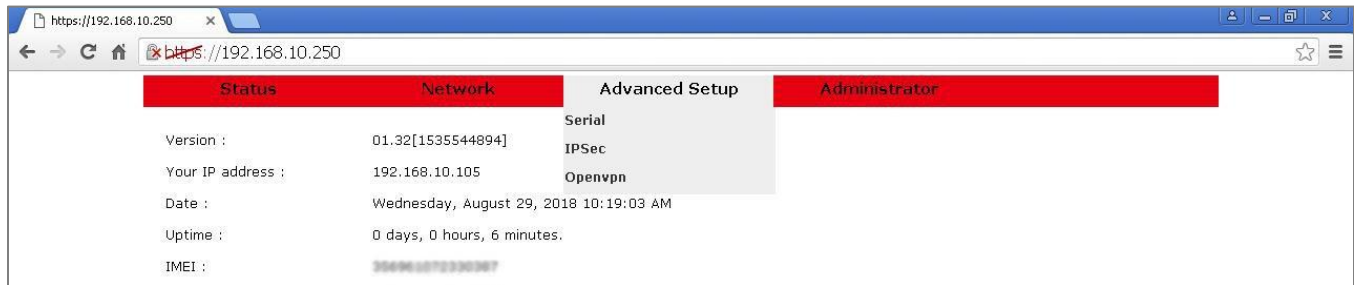 https://192.168.10.250
https://192.168.10.250
Status Network Advanced Setup Administrator
Serial
IPSec
Openvpn
Version : 01.32[1535544894]
Your IP address : 192.168.10.105
Date : Wednesday, August 29, 2018 10:19:03 AM
Uptime : 0 days, 0 hours, 6 minutes.
IMEI :